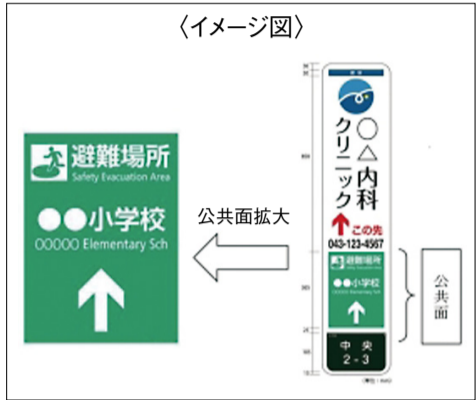 〈イメージ図〉
避難場所
Safety Evacuation Area
●●小学校
OOOOO Elementary Sch
公共面拡大
○△内科
クリニック
この先
043-123-4567
避難場所
●●小学校
中央
2-3
公共面